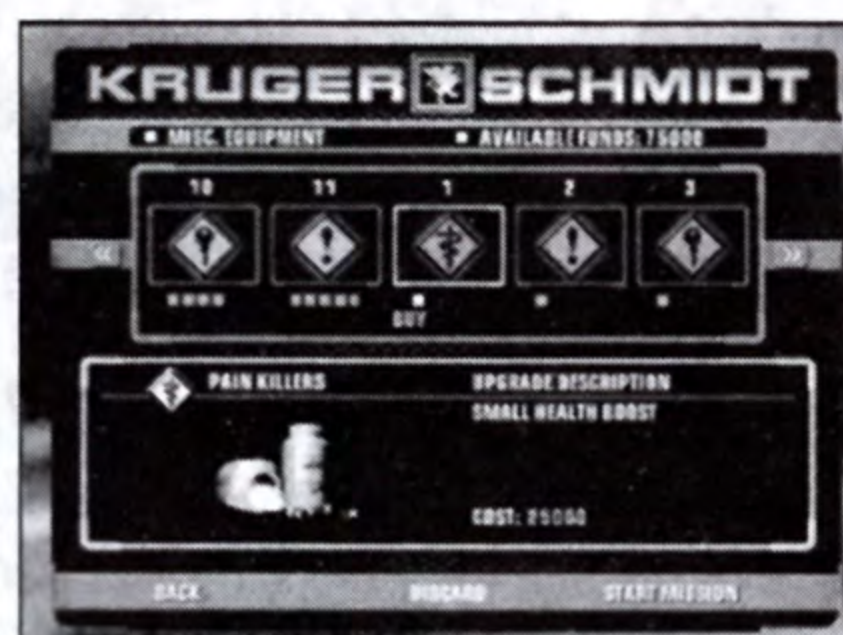 KRUGER SCHMIDT
MISC. EQUIPMENT AVAILABLE FUNDS: 75000
10 11 1 2 3
BUY
PAIN KILLERS UPGRADE DESCRIPTION
SMALL HEALTH BOOST
COST: 25000
BACK DISCARD START MISSION